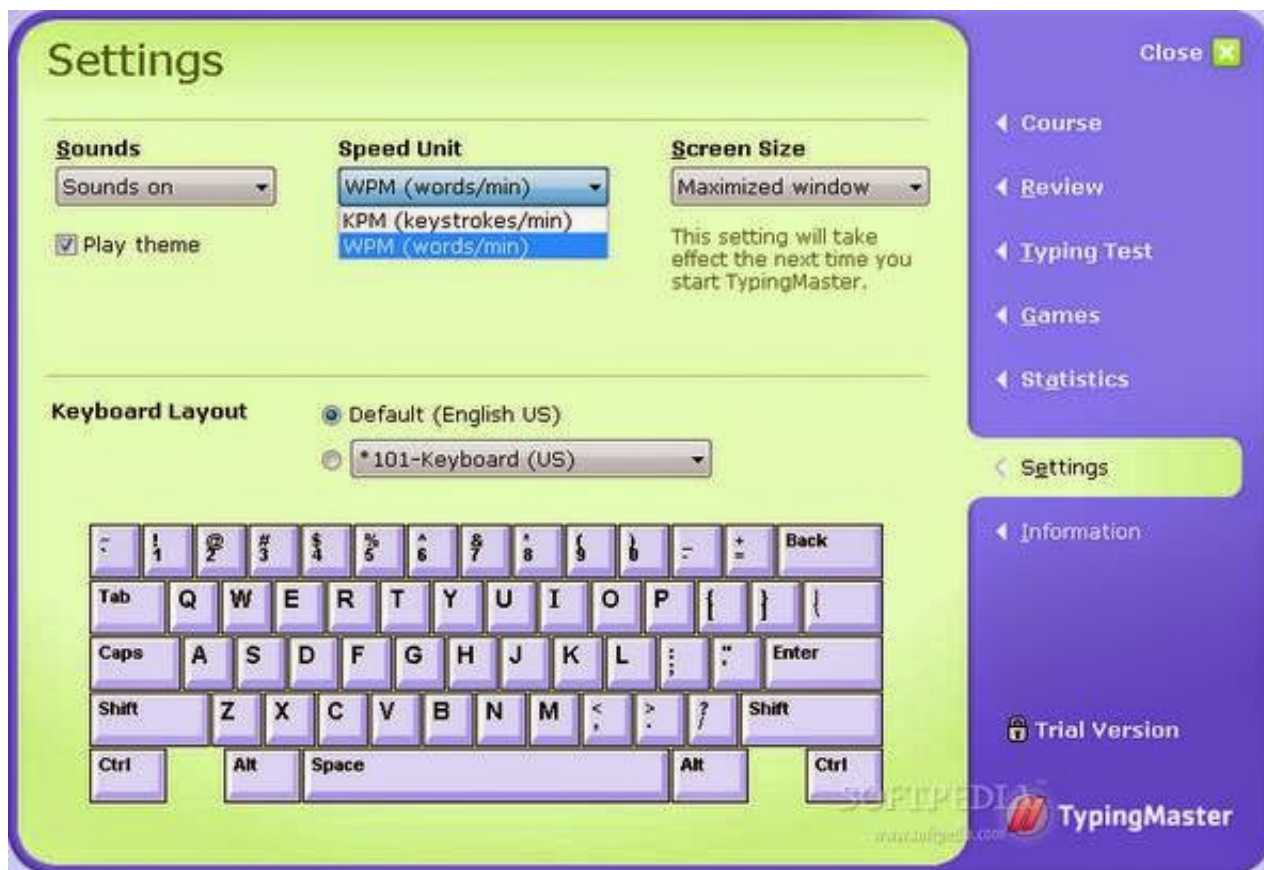 Settings
Close
Sounds
Speed Unit
Screen Size
Sounds on
WPM (words/min)
Maximized window
KPM (keystrokes/min)
WPM (words/min)
Play theme
This setting will take
effect the next time you
start TypingMaster.
Keyboard Layout
Default (English US)
*101-Keyboard (US)
! @ # $ % ^ & * ( ) - +
1 2 3 4 5 6 7 8 9 0 - = Back
Tab Q W E R T Y U I O P { } {
Caps A S D F G H J K L : ; " Enter
Shift Z X C V B N M < , > . ? / Shift
Ctrl Alt Space Alt Ctrl
Course
Review
Typing Test
Games
Statistics
Settings
Information
Trial Version
SOFTPEDIA
www.softpedia.com
TypingMaster